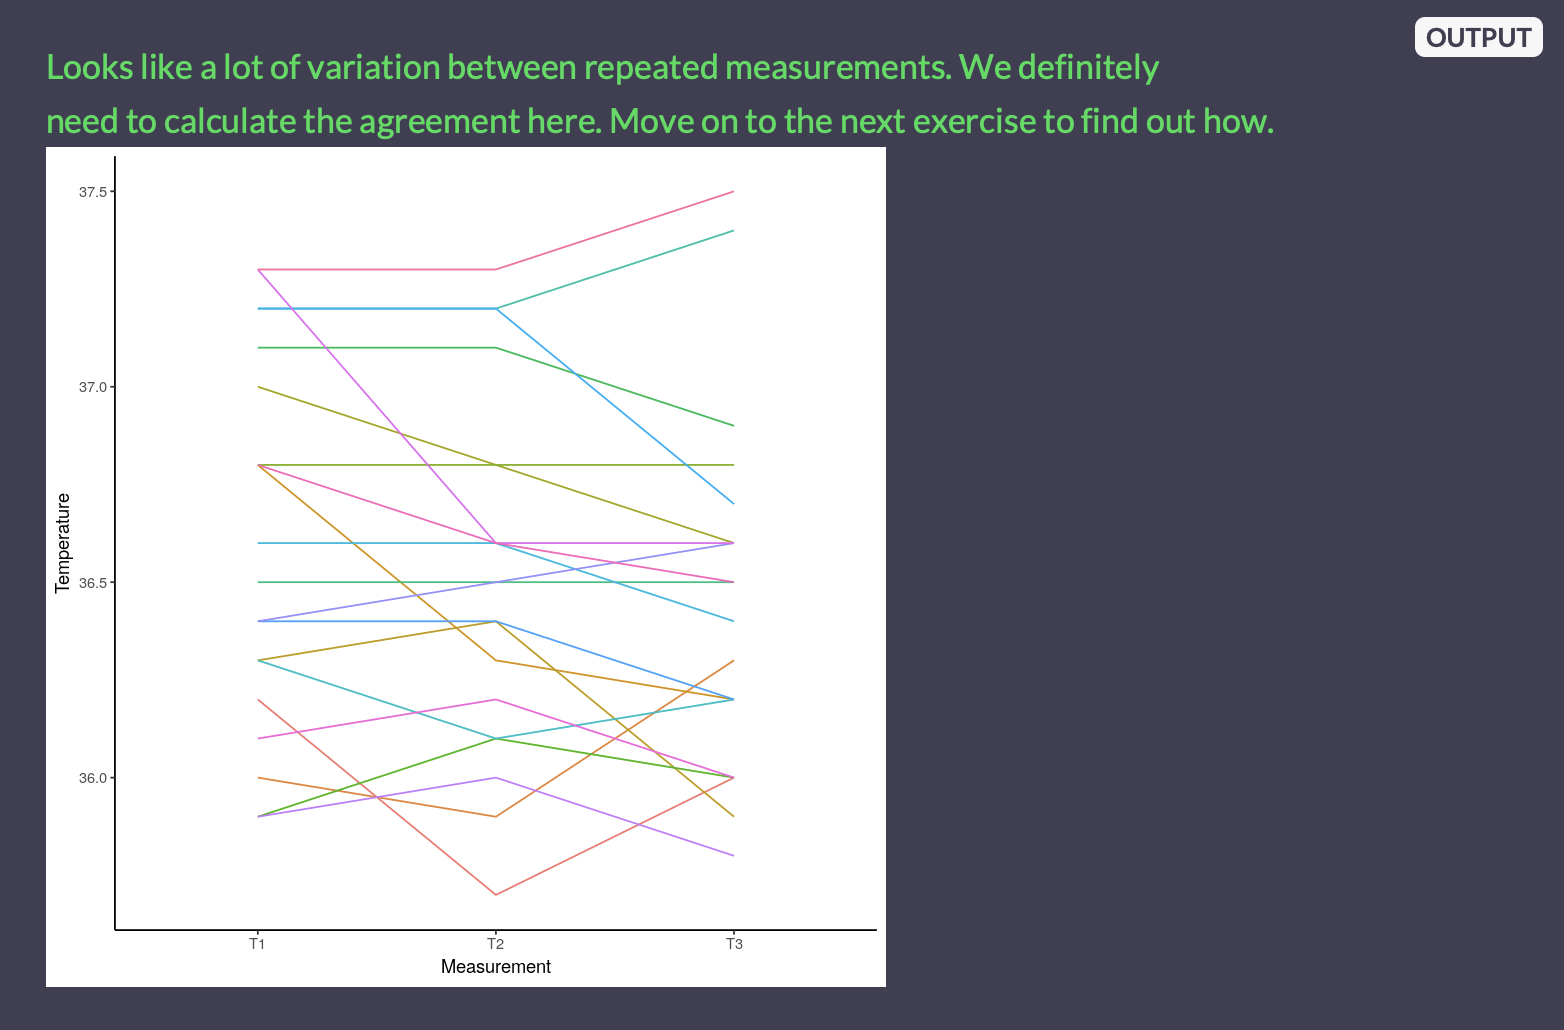 OUTPUT
Looks like a lot of variation between repeated measurements. We definitely
need to calculate the agreement here. Move on to the next exercise to find out how.
37.5
37.0
36.5
36.0
Temperature
T1 T2 T3
Measurement